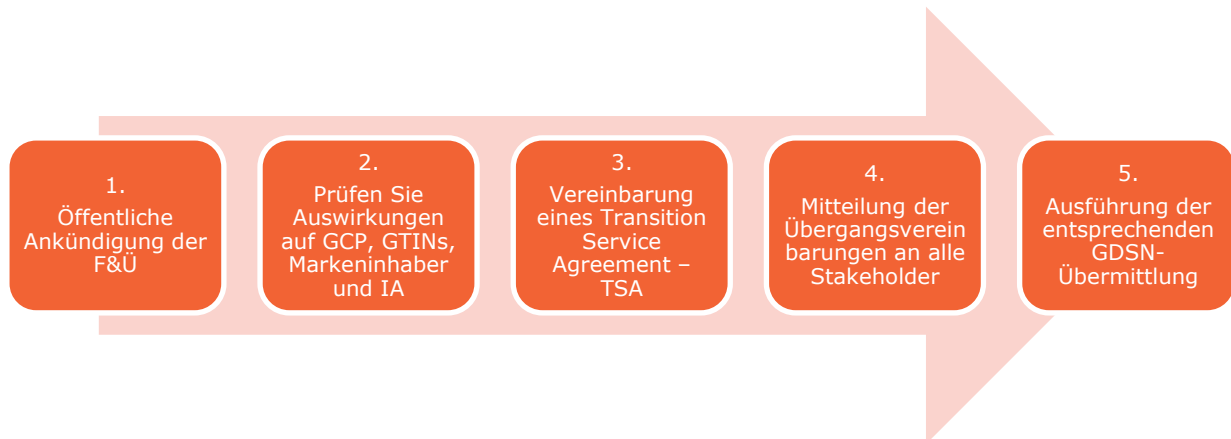 1.
Öffentliche
Ankündigung der
F&Ü
2.
Prüfen Sie
Auswirkungen
auf GCP, GTINs,
Markeninhaber
und IA
3.
Vereinbarung
eines Transition
Service
Agreement –
TSA
4.
Mitteilung der
Übergangsverein
barungen an alle
Stakeholder
5.
Ausführung der
entsprechenden
GDSN-
Übermittlung